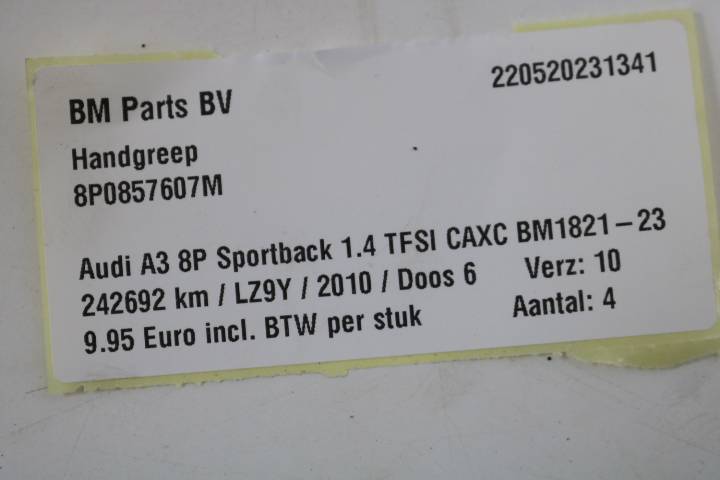 BM Parts BV 220520231341
Handgreep
8P0857607M
Audi A3 8P Sportback 1.4 TFSI CAXC BM1821-23
242692 km / LZ9Y / 2010 / Doos 6 Verz: 10
9.95 Euro incl. BTW per stuk Aantal: 4